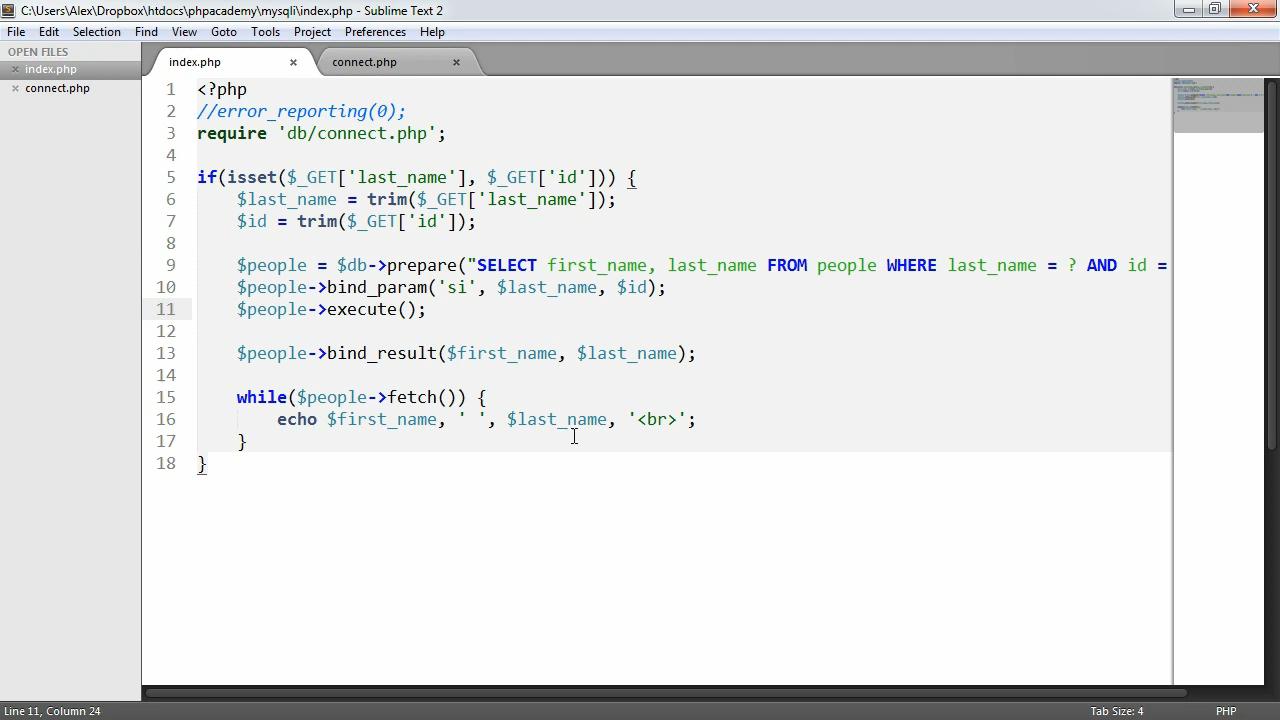 C:\Users\Alex\Dropbox\htdocs\phpacademy\mysqli\index.php - Sublime Text 2
File Edit Selection Find View Goto Tools Project Preferences Help
OPEN FILES
× index.php
× connect.php
index.php × connect.php ×
1 <?php
2 //error_reporting(0);
3 require 'db/connect.php';
4
5 if(isset($_GET['last_name'], $_GET['id'])) {
6 $last_name = trim($_GET['last_name']);
7 $id = trim($_GET['id']);
8
9 $people = $db->prepare("SELECT first_name, last_name FROM people WHERE last_name = ? AND id =
10 $people->bind_param('si', $last_name, $id);
11 $people->execute();
12
13 $people->bind_result($first_name, $last_name);
14
15 while($people->fetch()) {
16 echo $first_name, ' ', $last_name, '<br>';
17 }
18 }
Line 11, Column 24 Tab Size: 4 PHP